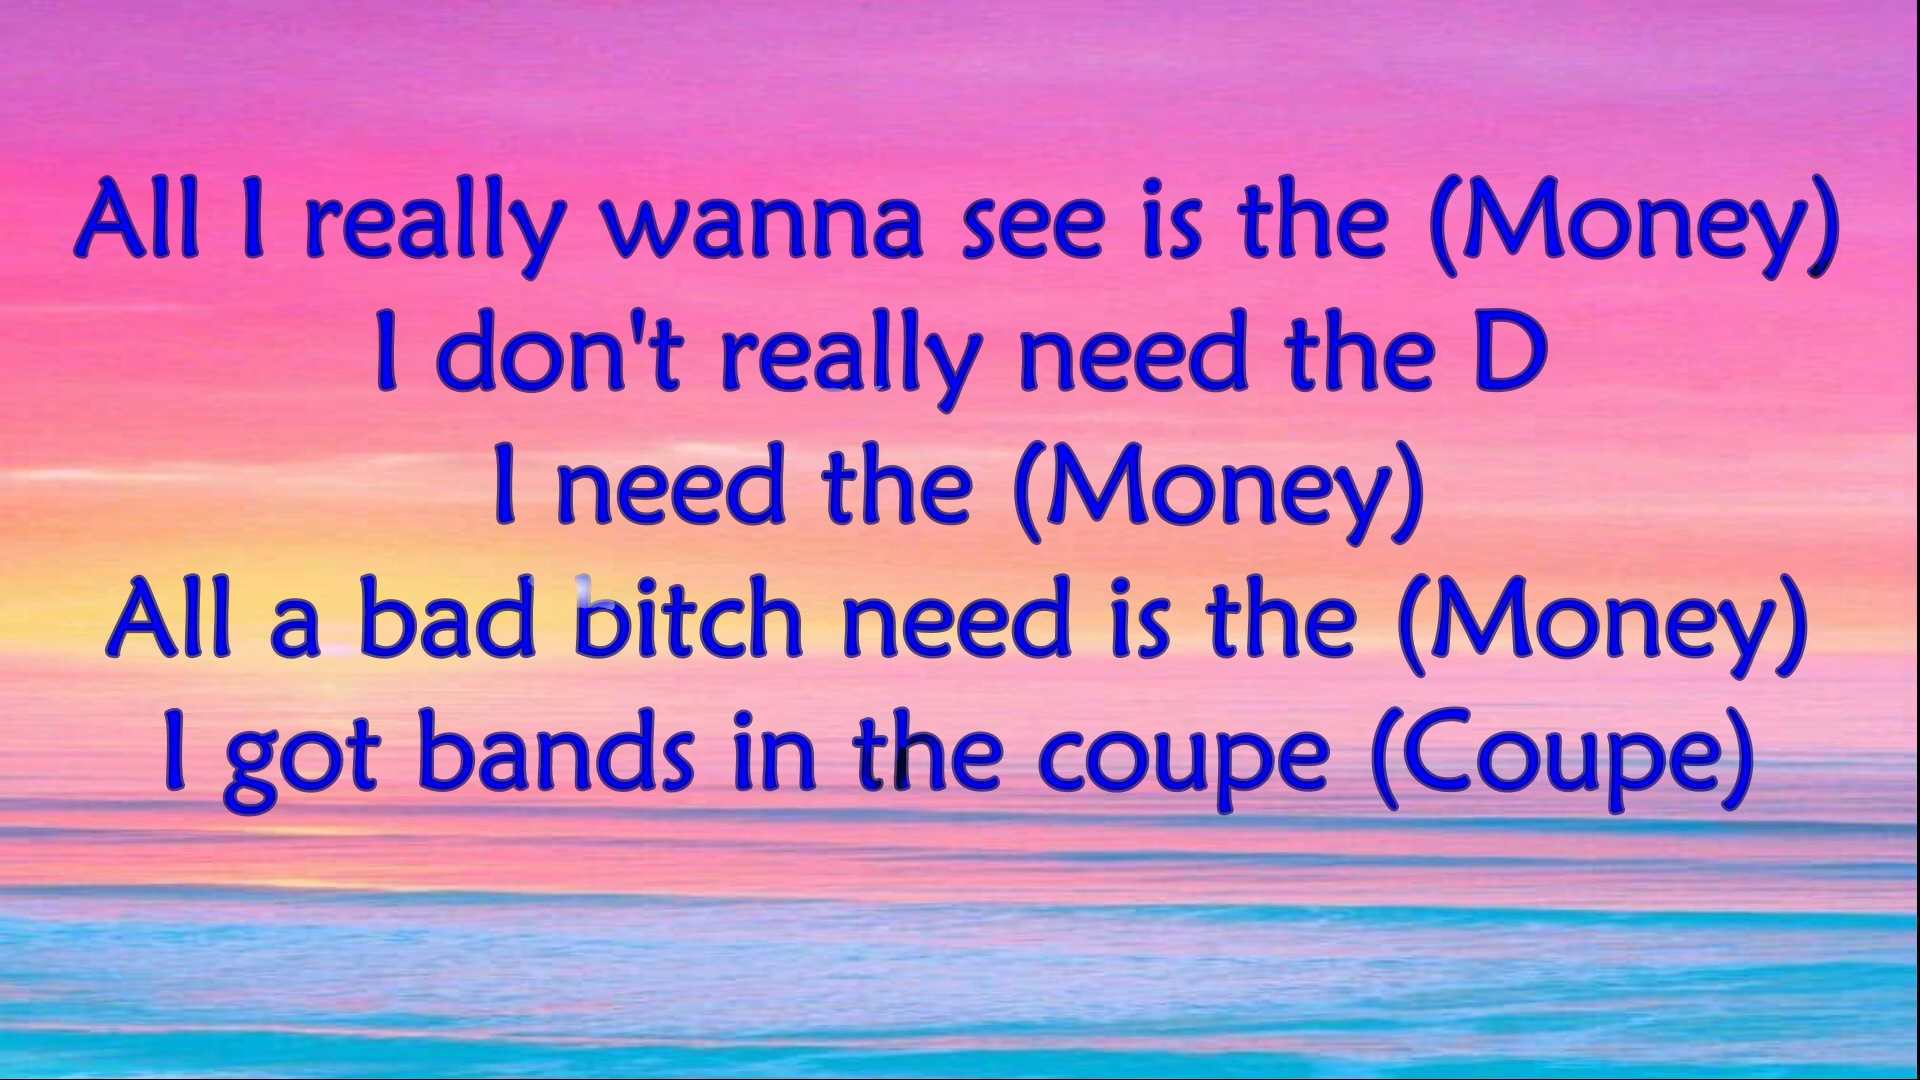 All I really wanna see is the (Money)
I don't really need the D
I need the (Money)
All a bad bitch need is the (Money)
I got bands in the coupe (Coupe)